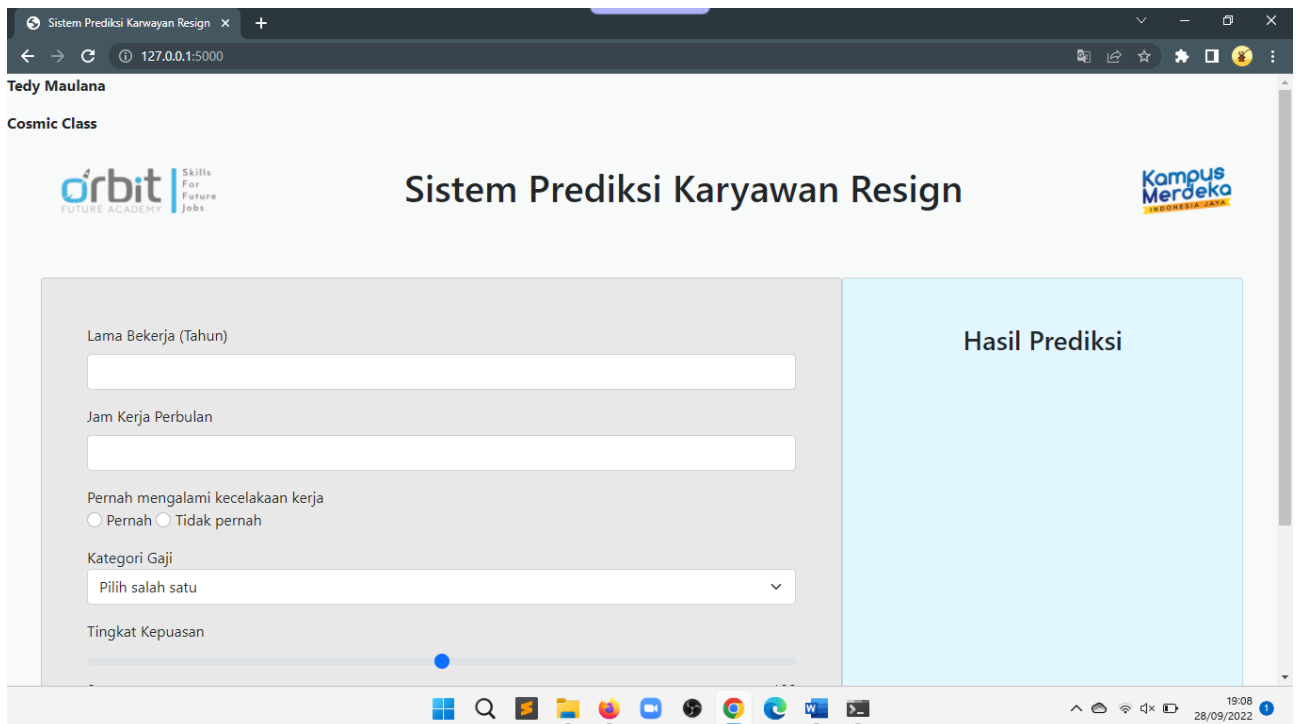 Sistem Prediksi Karwayan Resign
127.0.0.1:5000
Tedy Maulana
Cosmic Class
orbit
FUTURE ACADEMY
Skills
For
Future
Jobs
Sistem Prediksi Karyawan Resign
Kampus
Merdeka
INDONESIA JAYA
Lama Bekerja (Tahun)
Jam Kerja Perbulan
Pernah mengalami kecelakaan kerja
Pernah Tidak pernah
Kategori Gaji
Pilih salah satu
Tingkat Kepuasan
Hasil Prediksi
19:08
28/09/2022
1